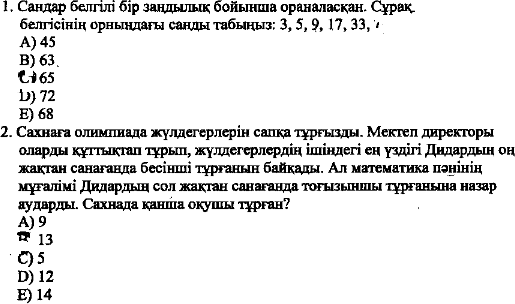 1. Сандар белгілі бір заңдылық бойынша ораналасқан. Сұрақ
белгісінің орнындағы санды табыңыз: 3, 5, 9, 17, 33,
A) 45
B) 63
C) 65
D) 72
E) 68
2. Сахнаға олимпиада жүлдегерлерін сапқа тұрғызды. Мектеп директоры
оларды құттықтап тұрып, жүлдегерлердің ішіндегі ең үздігі Дидардың оң
жақтан санағанда бесінші тұрғанын байқады. Ал математика пәнінің
мұғалімі Дидардың сол жақтан санағанда тоғызыншы тұрғанына назар
аударды. Сахнада қанша оқушы тұрған?
A) 9
13
C) 5
D) 12
E) 14